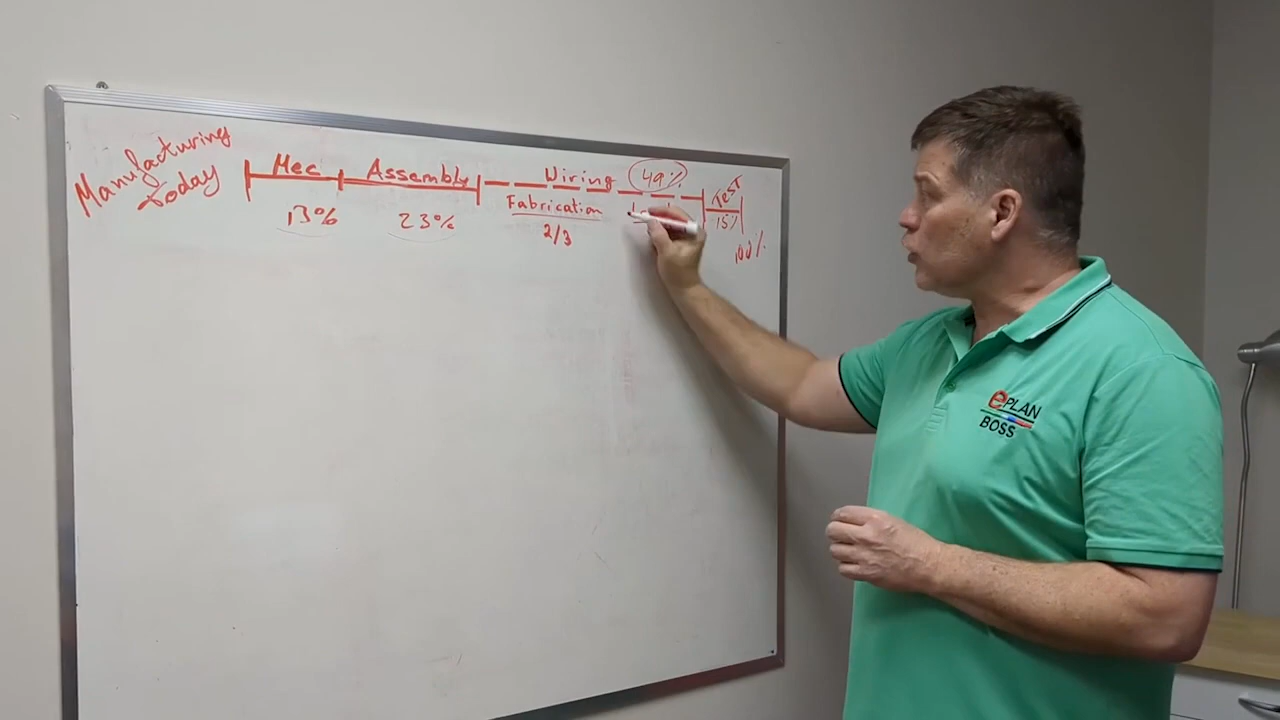 Manufacturing
today
Mec Assembly Wiring 49% Test
13% 23% Fabrication 15%
2/3 100%
ePLAN
BOSS